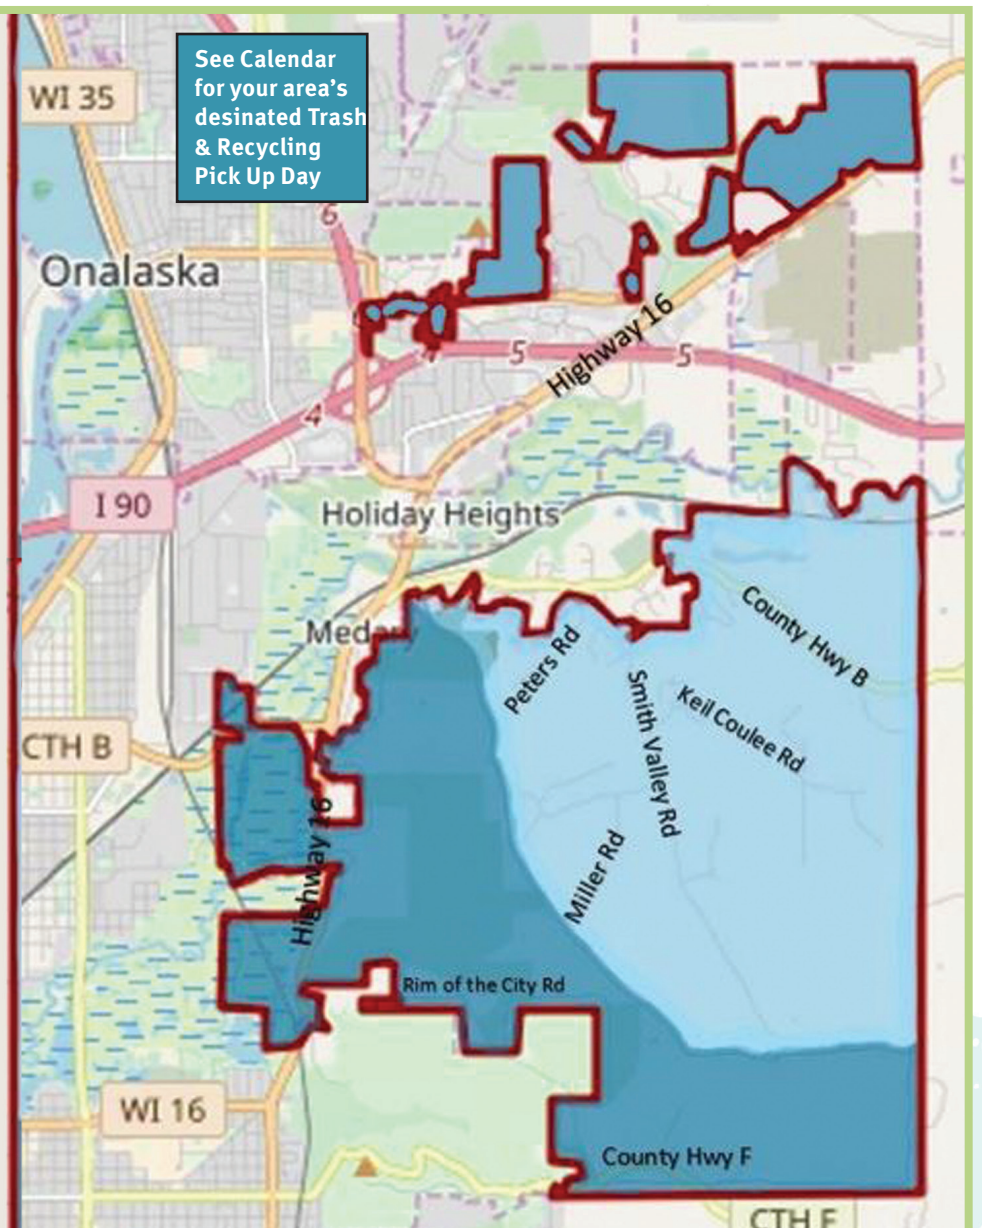 See Calendar
for your area's
desinated Trash
& Recycling
Pick Up Day
WI 35
6
Onalaska
Highway 16
5
5
4
I 90
Holiday Heights
Medary
County Hwy B
Peters Rd
Smith Valley Rd
Keil Coulee Rd
CTH B
Highway 16
Miller Rd
Rim of the City Rd
WI 16
County Hwy F
CTH F